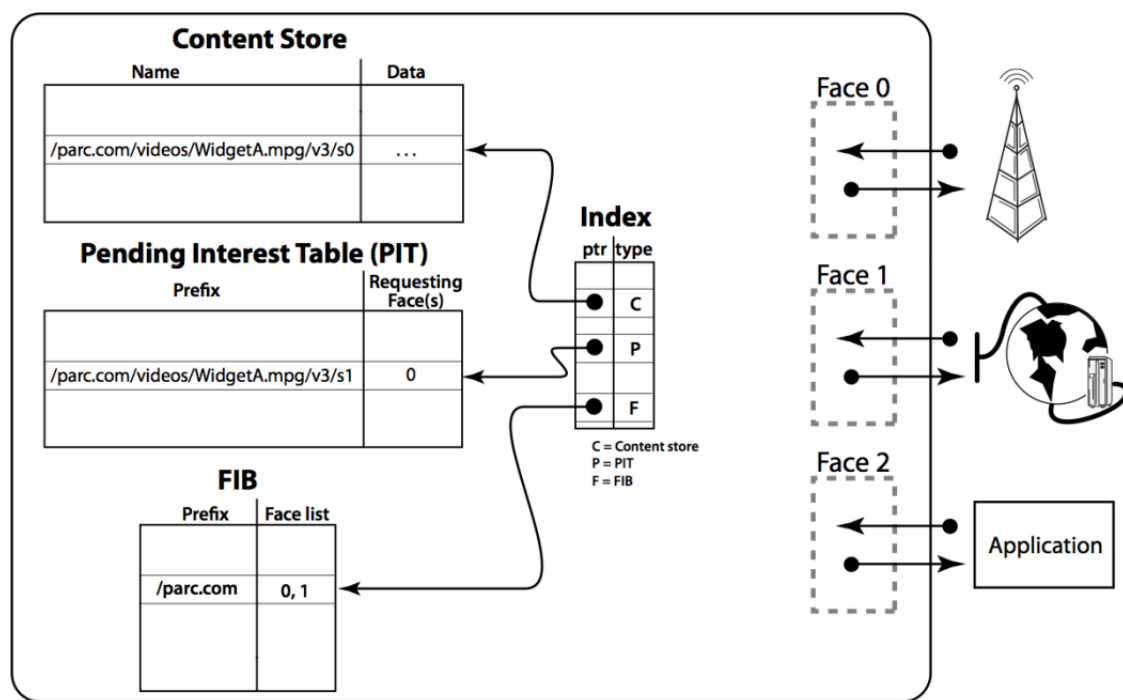 Content Store
Name Data
/parc.com/videos/WidgetA.mpg/v3/s0 ...
Pending Interest Table (PIT)
Prefix Requesting
Face(s)
/parc.com/videos/WidgetA.mpg/v3/s1 0
FIB
Prefix Face list
/parc.com 0, 1
Index
ptr type
C
P
F
C = Content store
P = PIT
F = FIB
Face 0
Face 1
Face 2
Application